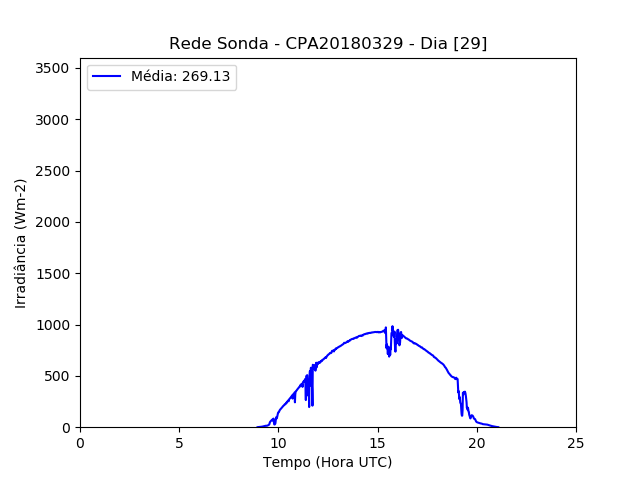 Rede Sonda - CPA20180329 - Dia [29]
Média: 269.13
3500
3000
2500
2000
1500
1000
500
0
Irradiância (Wm-2)
0 5 10 15 20 25
Tempo (Hora UTC)